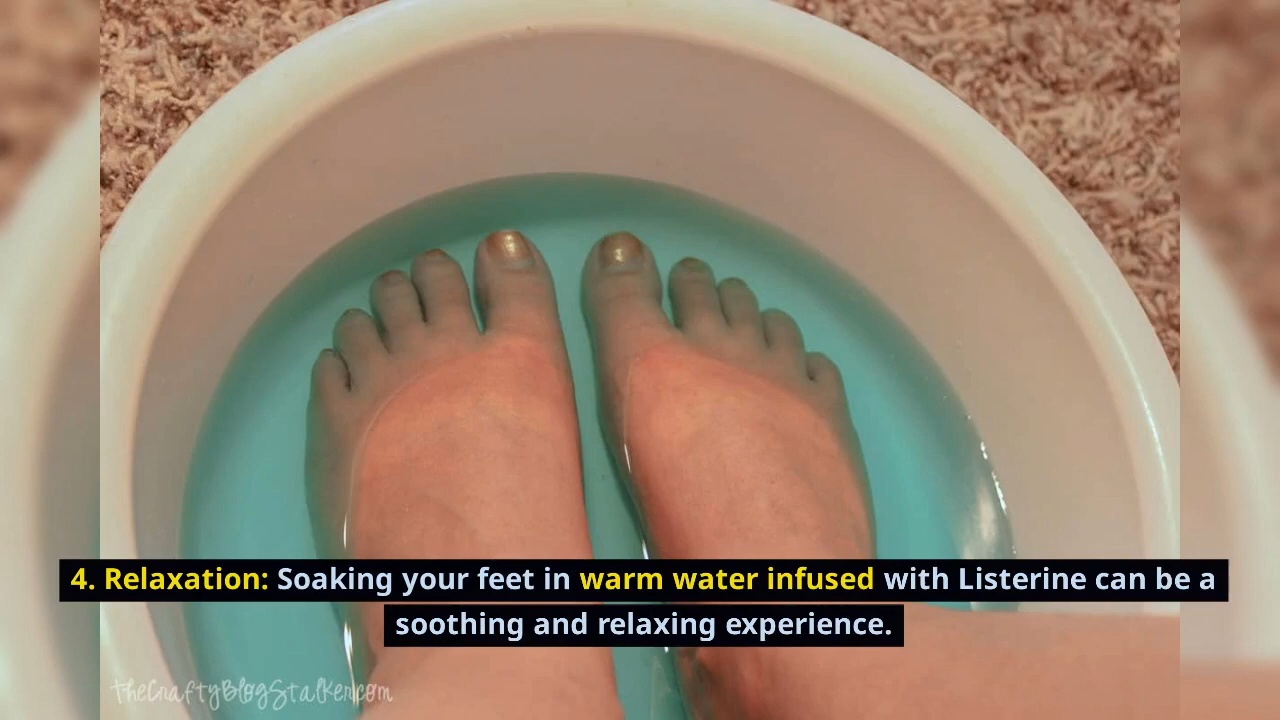 4. Relaxation: Soaking your feet in warm water infused with Listerine can be a
soothing and relaxing experience.
TheCraftyBlogStalker.com